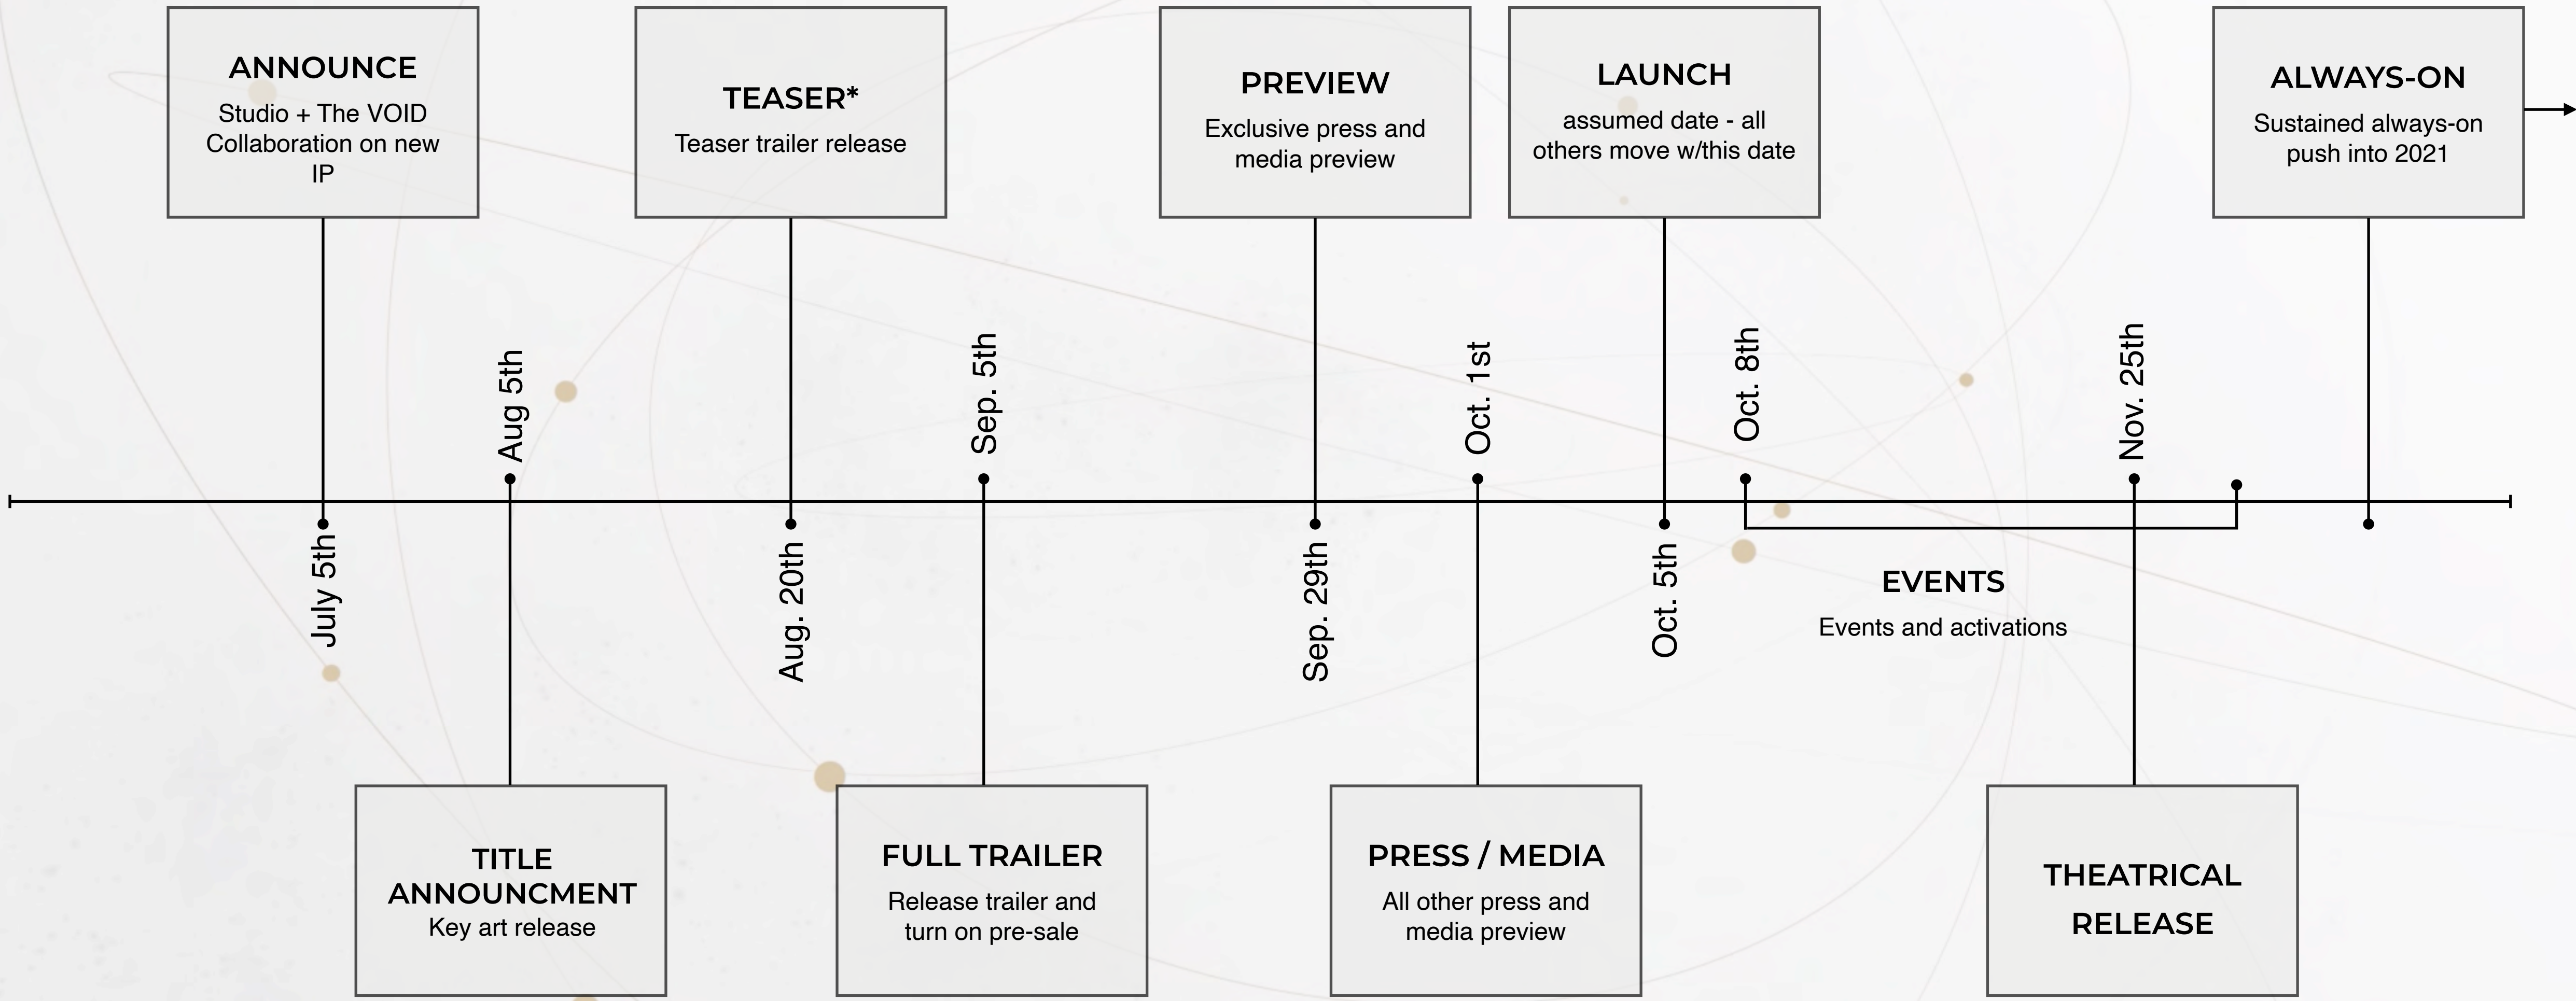 ANNOUNCE
Studio + The VOID
Collaboration on new
IP
TEASER*
Teaser trailer release
PREVIEW
Exclusive press and
media preview
LAUNCH
assumed date - all
others move w/this date
ALWAYS-ON
Sustained always-on
push into 2021
July 5th
Aug 5th
Aug. 20th
Sep. 5th
Sep. 29th
Oct. 1st
Oct. 5th
Oct. 8th
Nov. 25th
EVENTS
Events and activations
TITLE
ANNOUNCMENT
Key art release
FULL TRAILER
Release trailer and
turn on pre-sale
PRESS / MEDIA
All other press and
media preview
THEATRICAL
RELEASE